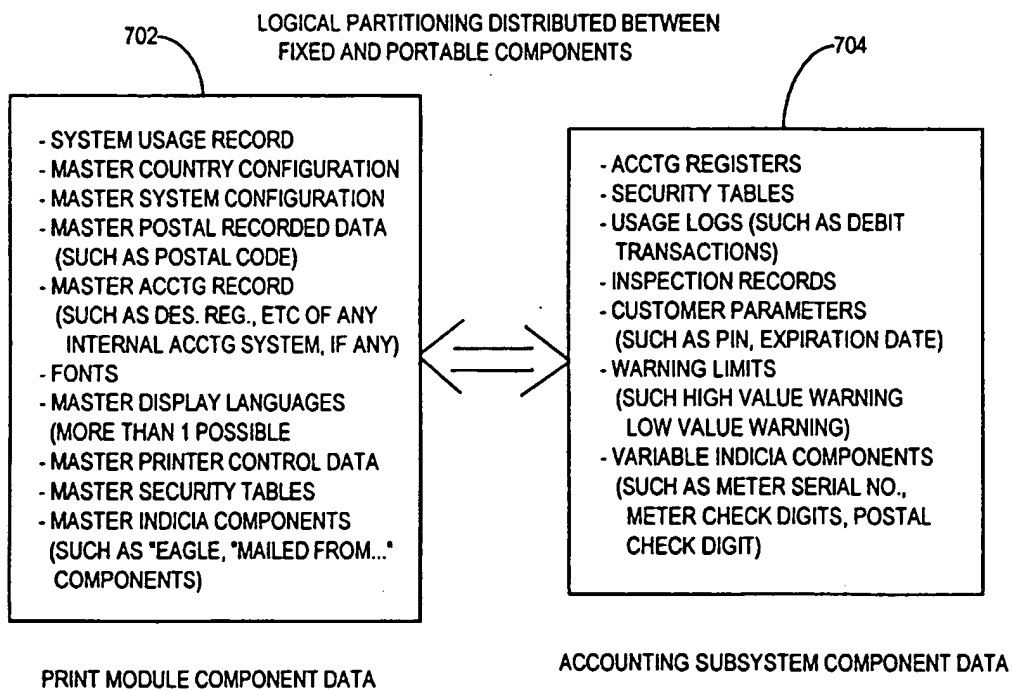 LOGICAL PARTITIONING DISTRIBUTED BETWEEN
FIXED AND PORTABLE COMPONENTS
702
704
- SYSTEM USAGE RECORD
- MASTER COUNTRY CONFIGURATION
- MASTER SYSTEM CONFIGURATION
- MASTER POSTAL RECORDED DATA
(SUCH AS POSTAL CODE)
- MASTER ACCTG RECORD
(SUCH AS DES. REG., ETC OF ANY
INTERNAL ACCTG SYSTEM, IF ANY)
- FONTS
- MASTER DISPLAY LANGUAGES
(MORE THAN 1 POSSIBLE
- MASTER PRINTER CONTROL DATA
- MASTER SECURITY TABLES
- MASTER INDICIA COMPONENTS
(SUCH AS "EAGLE, "MAILED FROM..."
COMPONENTS)
PRINT MODULE COMPONENT DATA
- ACCTG REGISTERS
- SECURITY TABLES
- USAGE LOGS (SUCH AS DEBIT
TRANSACTIONS)
- INSPECTION RECORDS
- CUSTOMER PARAMETERS
(SUCH AS PIN, EXPIRATION DATE)
- WARNING LIMITS
(SUCH HIGH VALUE WARNING
LOW VALUE WARNING)
- VARIABLE INDICIA COMPONENTS
(SUCH AS METER SERIAL NO.,
METER CHECK DIGITS, POSTAL
CHECK DIGIT)
ACCOUNTING SUBSYSTEM COMPONENT DATA